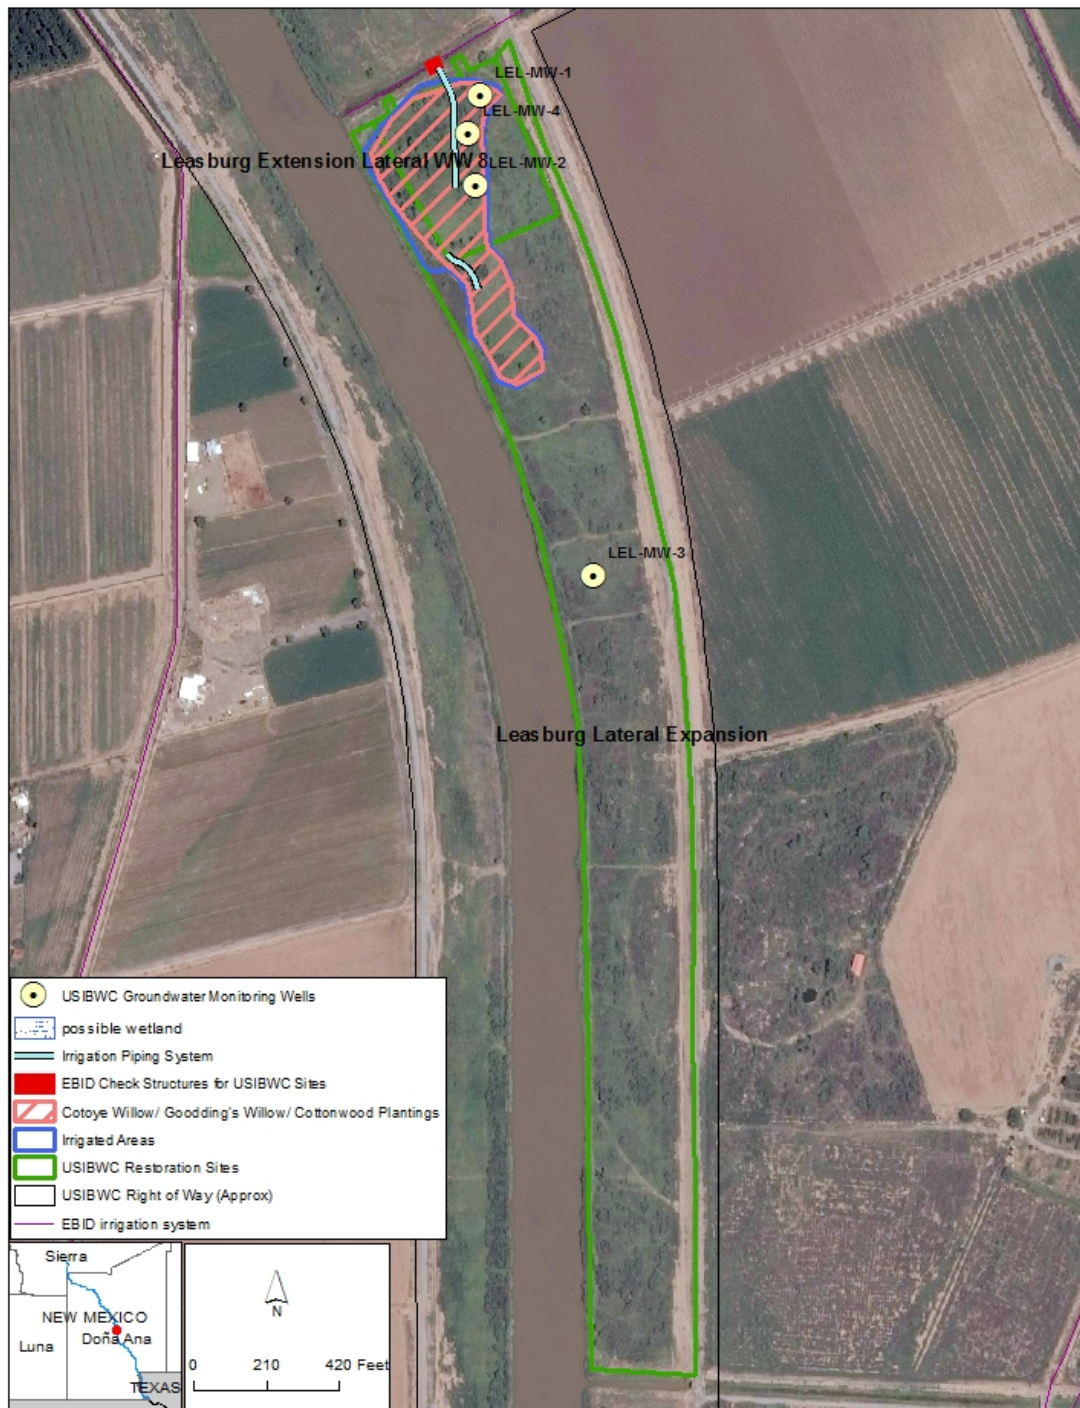 LEL-MW-1
LEL-MW-4
Leasburg Extension Lateral WW 8
LEL-MW-2
LEL-MW-3
Leasburg Lateral Expansion
USIBWC Groundwater Monitoring Wells
possible wetland
Irrigation Piping System
EBID Check Structures for USIBWC Sites
Cotoye Willow/ Goodding's Willow/ Cottonwood Plantings
Irrigated Areas
USIBWC Restoration Sites
USIBWC Right of Way (Approx)
EBID irrigation system
Sierra
NEW MEXICO
Doña Ana
Luna
TEXAS
N
0 210 420 Feet